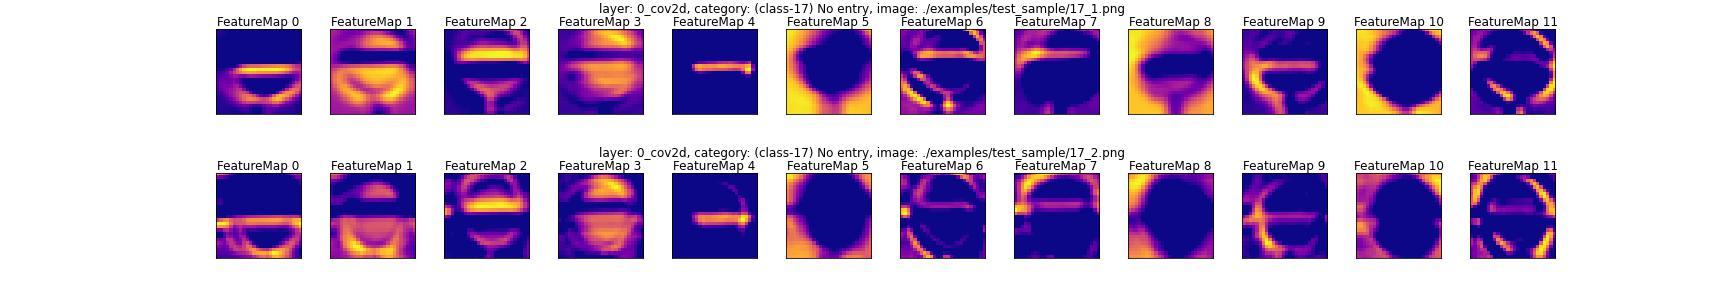 layer: 0_cov2d, category: (class-17) No entry, image: ./examples/test_sample/17_1.png
FeatureMap 0 FeatureMap 1 FeatureMap 2 FeatureMap 3 FeatureMap 4 FeatureMap 5 FeatureMap 6 FeatureMap 7 FeatureMap 8 FeatureMap 9 FeatureMap 10 FeatureMap 11
layer: 0_cov2d, category: (class-17) No entry, image: ./examples/test_sample/17_2.png
FeatureMap 0 FeatureMap 1 FeatureMap 2 FeatureMap 3 FeatureMap 4 FeatureMap 5 FeatureMap 6 FeatureMap 7 FeatureMap 8 FeatureMap 9 FeatureMap 10 FeatureMap 11